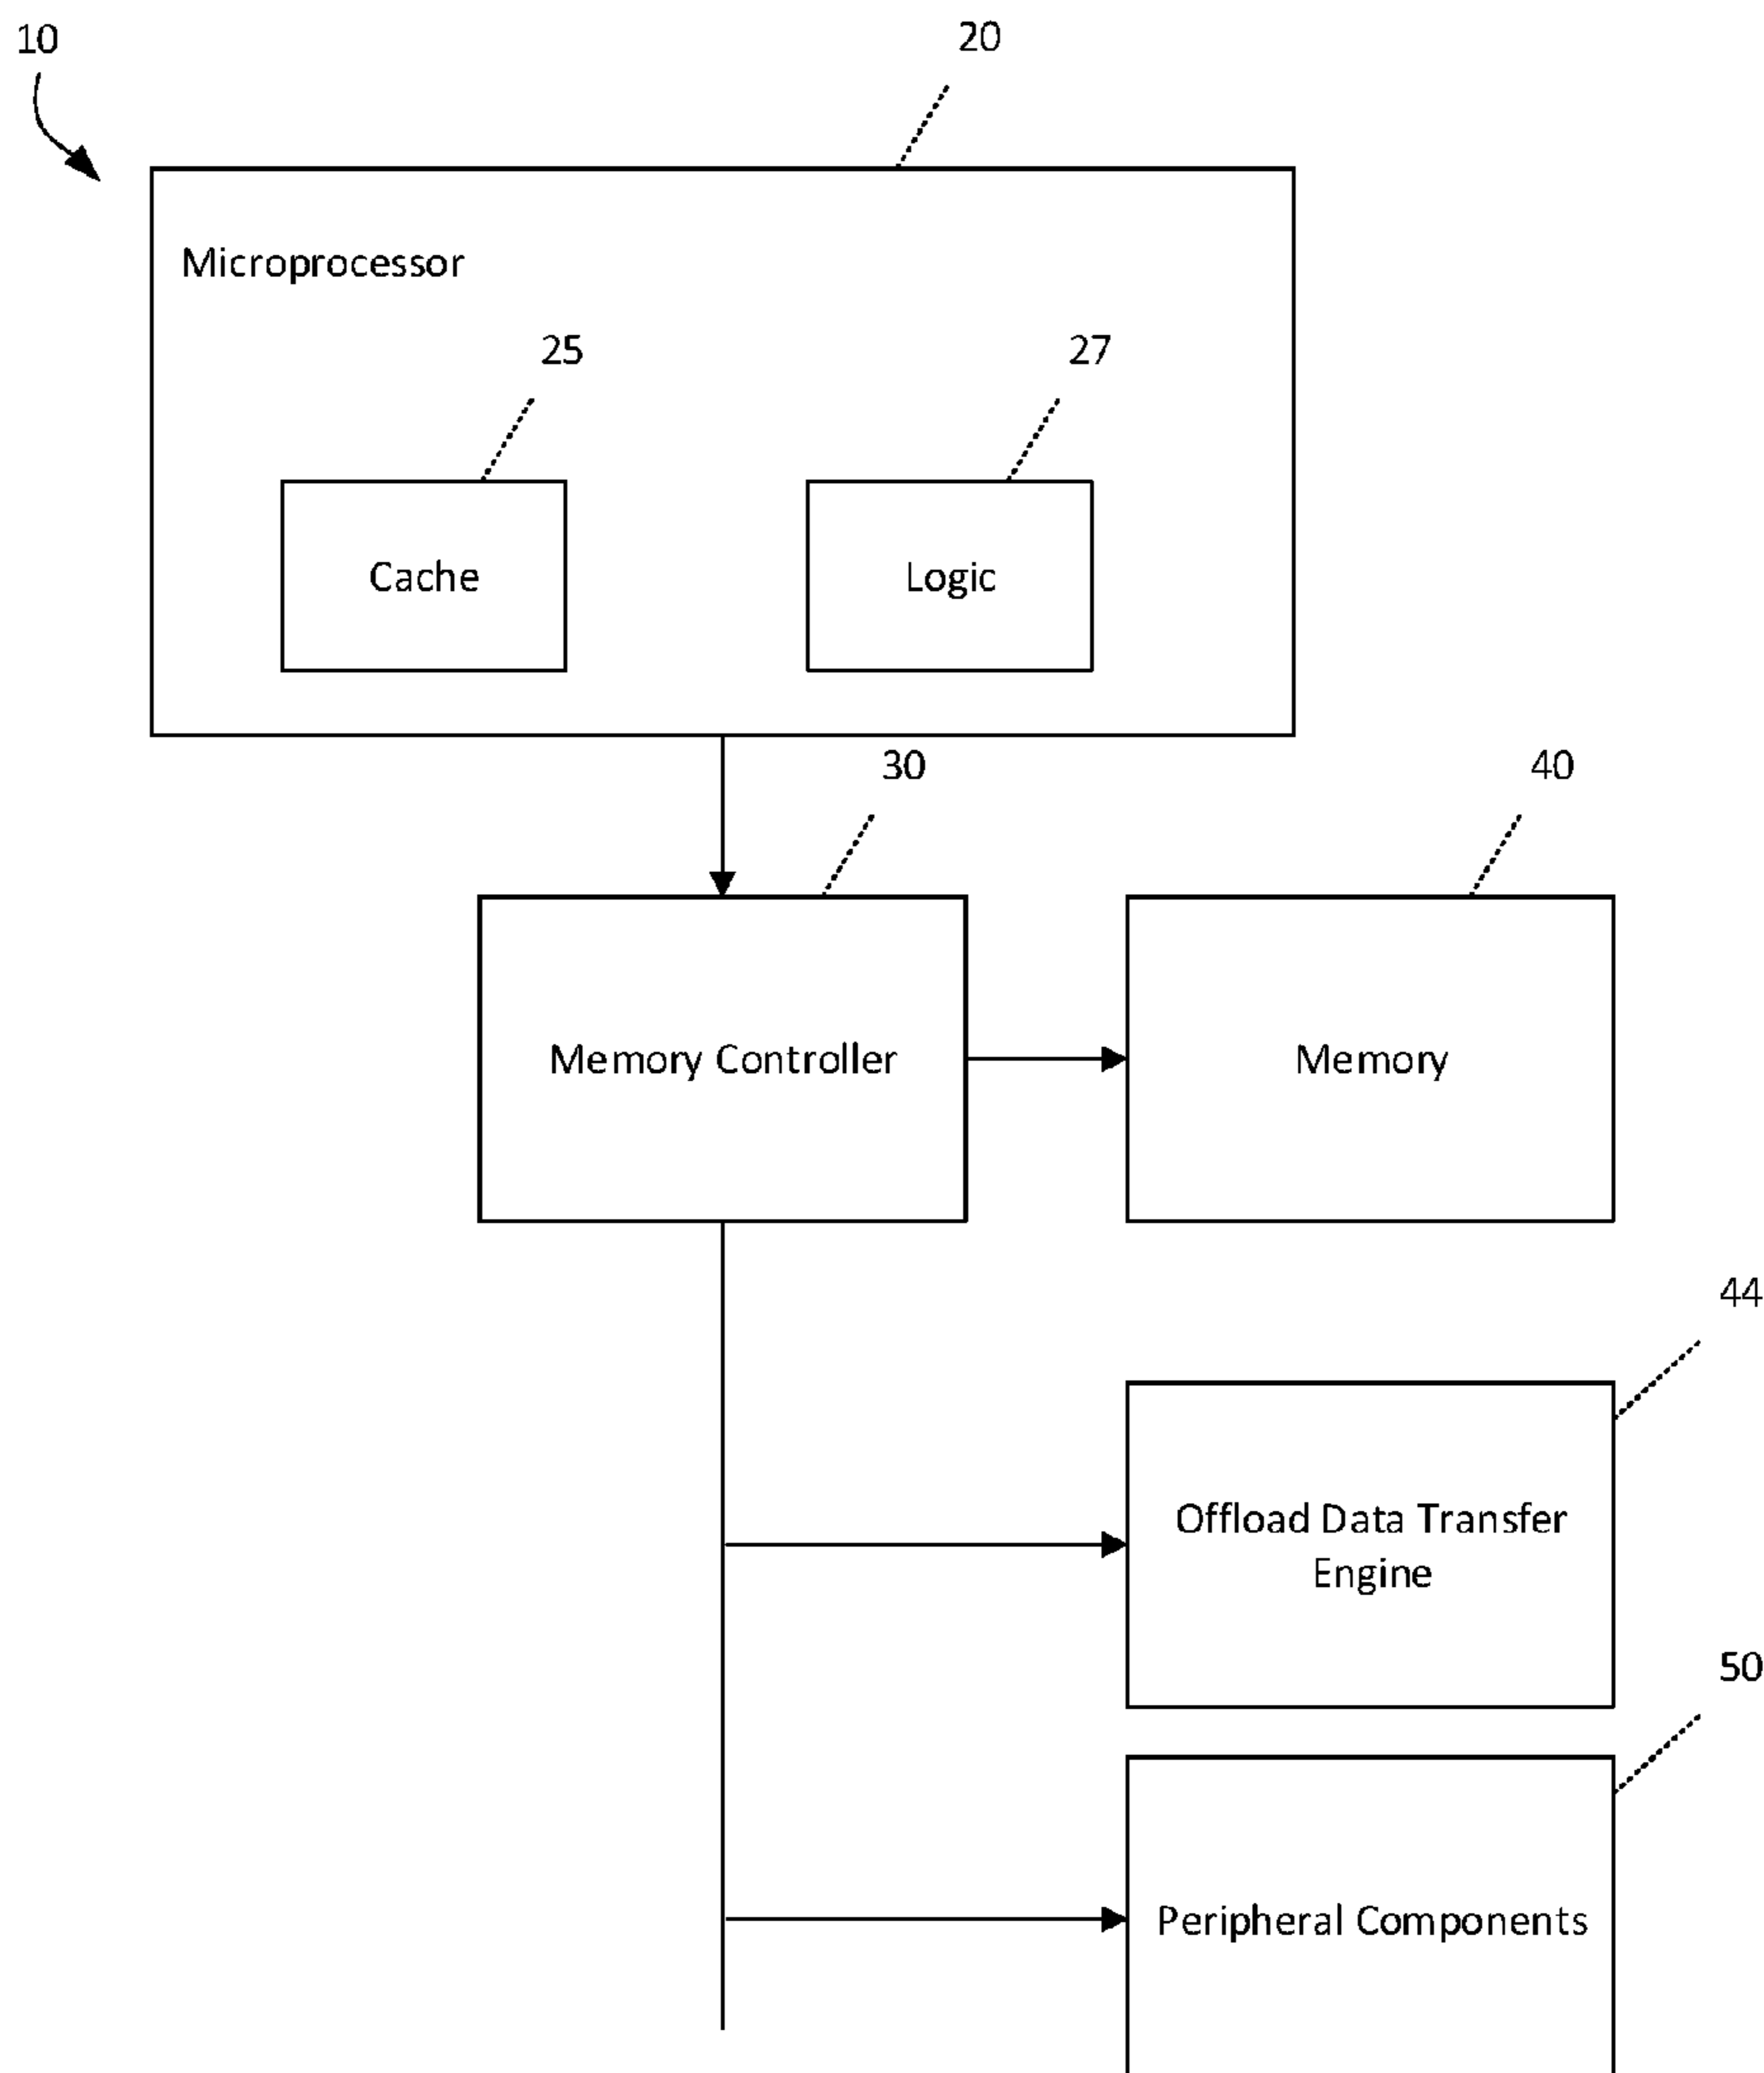 10
20
Microprocessor
25
27
Cache
Logic
30
40
Memory Controller
Memory
44
Offload Data Transfer
Engine
50
Peripheral Components